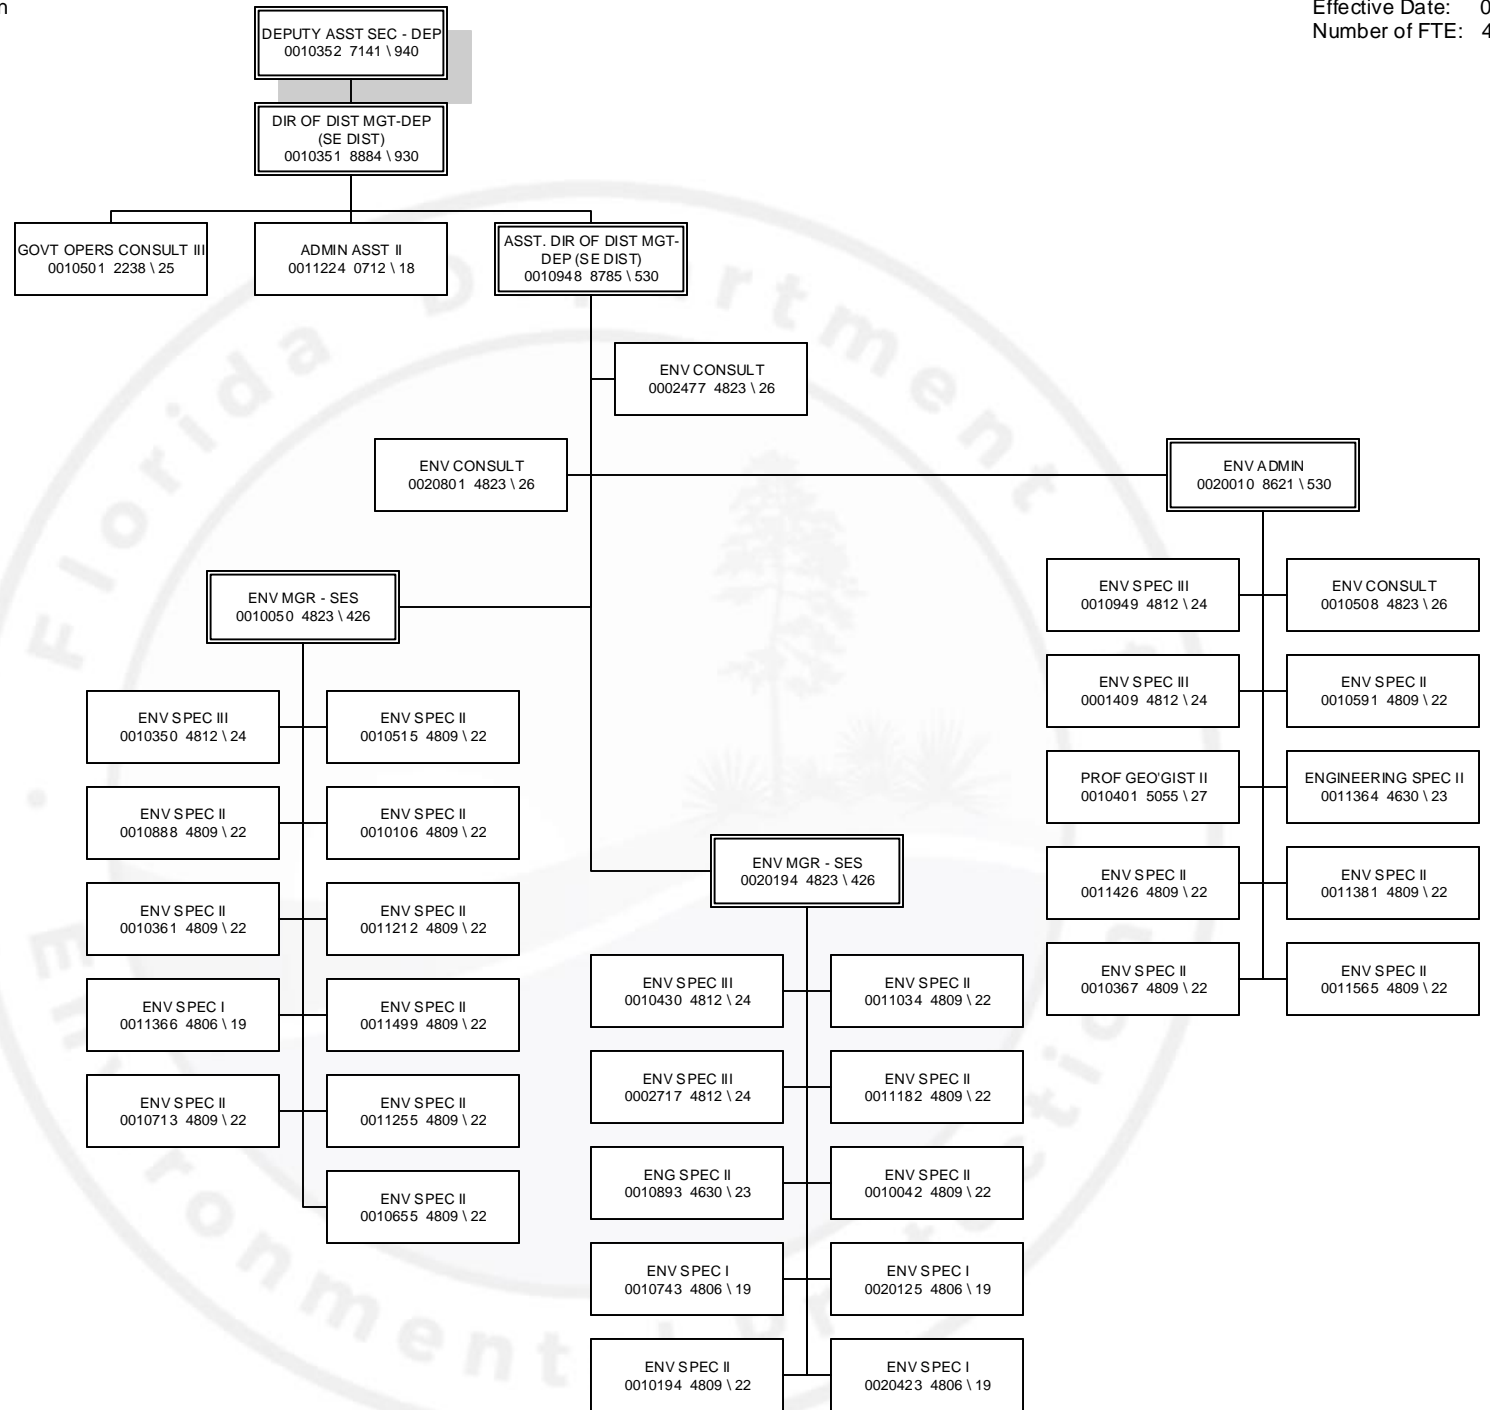 Effective Date: 0
Number of FTE: 4
DEPUTY ASST SEC - DEP
0010352 7141 \ 940
DIR OF DIST MGT-DEP
(SE DIST)
0010351 8884 \ 930
GOVT OPERS CONSULT III
0010501 2238 \ 25
ADMIN ASST II
0011224 0712 \ 18
ASST. DIR OF DIST MGT-
DEP (SE DIST)
0010948 8785 \ 530
ENV CONSULT
0002477 4823 \ 26
ENV CONSULT
0020801 4823 \ 26
ENV ADMIN
0020010 8621 \ 530
ENV MGR - SES
0010050 4823 \ 426
ENV SPEC III
0010350 4812 \ 24
ENV SPEC II
0010515 4809 \ 22
ENV SPEC II
0010888 4809 \ 22
ENV SPEC II
0010106 4809 \ 22
ENV SPEC II
0010361 4809 \ 22
ENV SPEC II
0011212 4809 \ 22
ENV SPEC I
0011366 4806 \ 19
ENV SPEC II
0011499 4809 \ 22
ENV SPEC II
0010713 4809 \ 22
ENV SPEC II
0011255 4809 \ 22
ENV SPEC II
0010655 4809 \ 22
ENV MGR - SES
0020194 4823 \ 426
ENV SPEC III
0010430 4812 \ 24
ENV SPEC II
0011034 4809 \ 22
ENV SPEC III
0002717 4812 \ 24
ENV SPEC II
0011182 4809 \ 22
ENG SPEC II
0010893 4630 \ 23
ENV SPEC II
0010042 4809 \ 22
ENV SPEC I
0010743 4806 \ 19
ENV SPEC I
0020125 4806 \ 19
ENV SPEC II
0010194 4809 \ 22
ENV SPEC I
0020423 4806 \ 19
ENV SPEC III
0010949 4812 \ 24
ENV CONSULT
0010508 4823 \ 26
ENV SPEC III
0001409 4812 \ 24
ENV SPEC II
0010591 4809 \ 22
PROF GEO'GIST II
0010401 5055 \ 27
ENGINEERING SPEC II
0011364 4630 \ 23
ENV SPEC II
0011426 4809 \ 22
ENV SPEC II
0011381 4809 \ 22
ENV SPEC II
0010367 4809 \ 22
ENV SPEC II
0011565 4809 \ 22
Florida Department